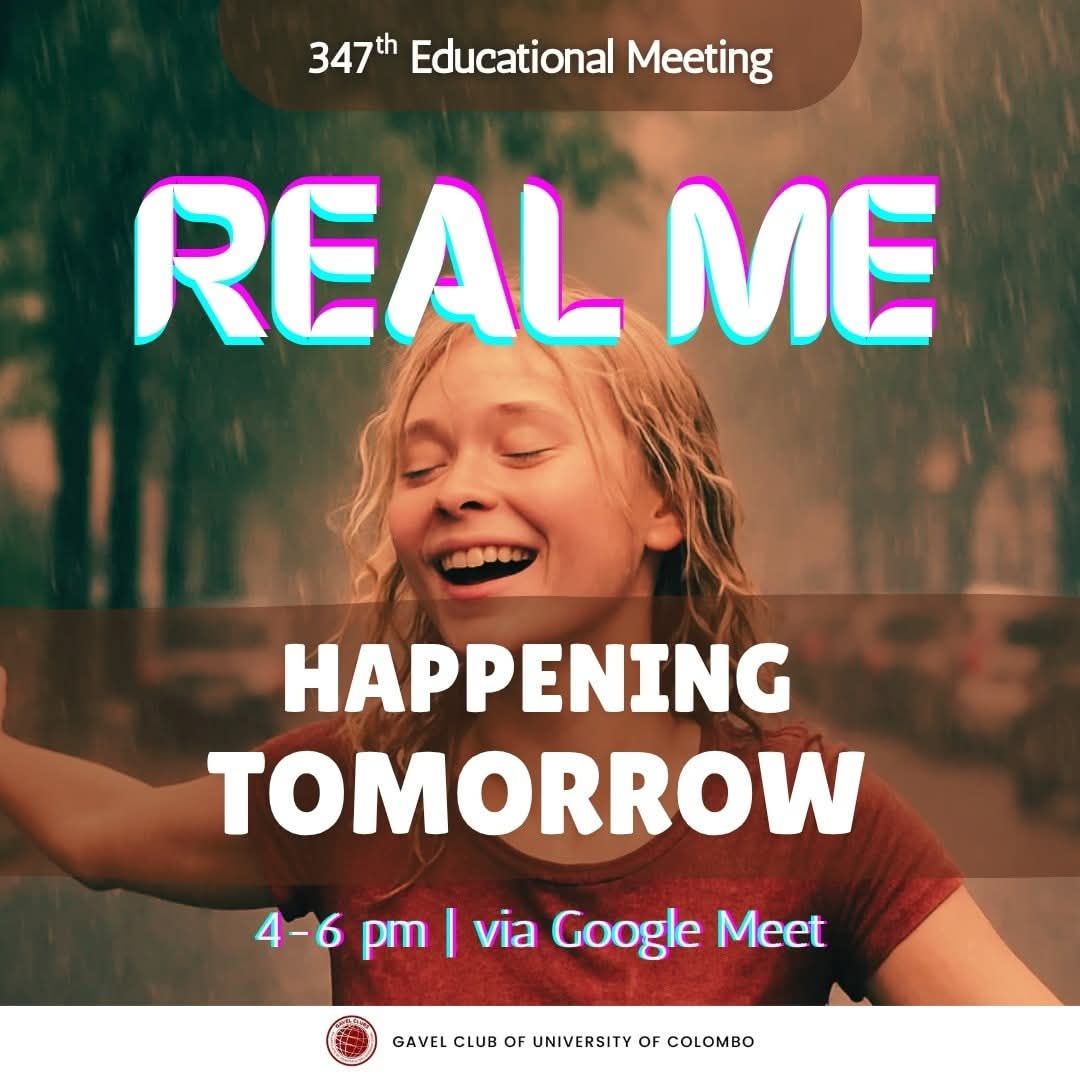 347th Educational Meeting
REAL ME
HAPPENING
TOMORROW
4-6 pm | via Google Meet
GAVEL CLUB OF UNIVERSITY OF COLOMBO